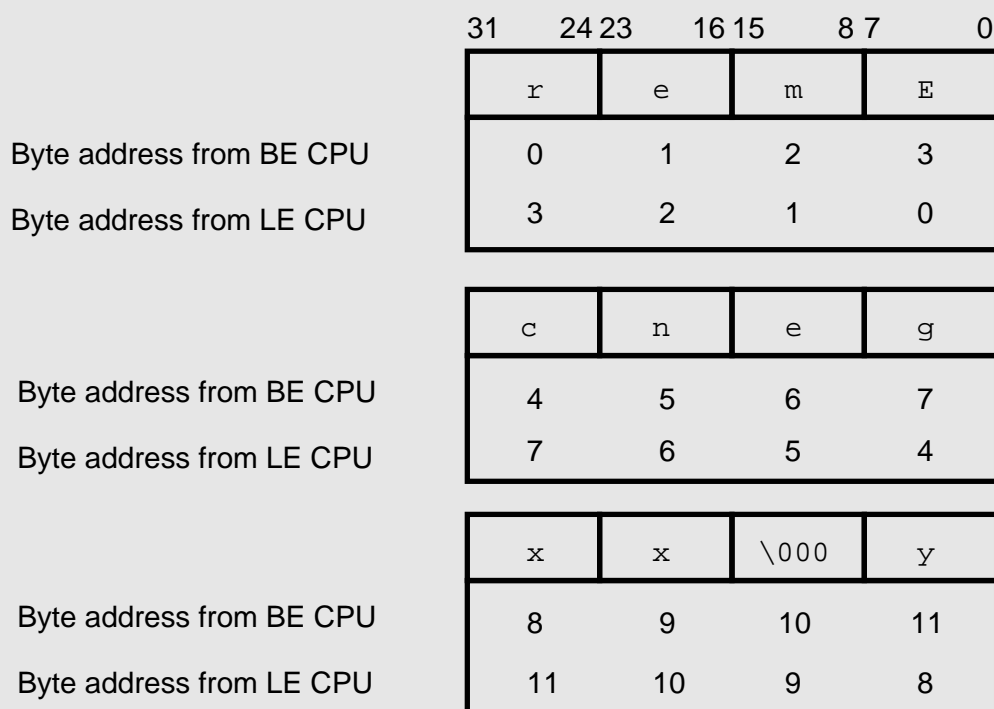 31 24 23 16 15 8 7 0
r e m E
Byte address from BE CPU 0 1 2 3
Byte address from LE CPU 3 2 1 0
c n e g
Byte address from BE CPU 4 5 6 7
Byte address from LE CPU 7 6 5 4
x x \000 y
Byte address from BE CPU 8 9 10 11
Byte address from LE CPU 11 10 9 8